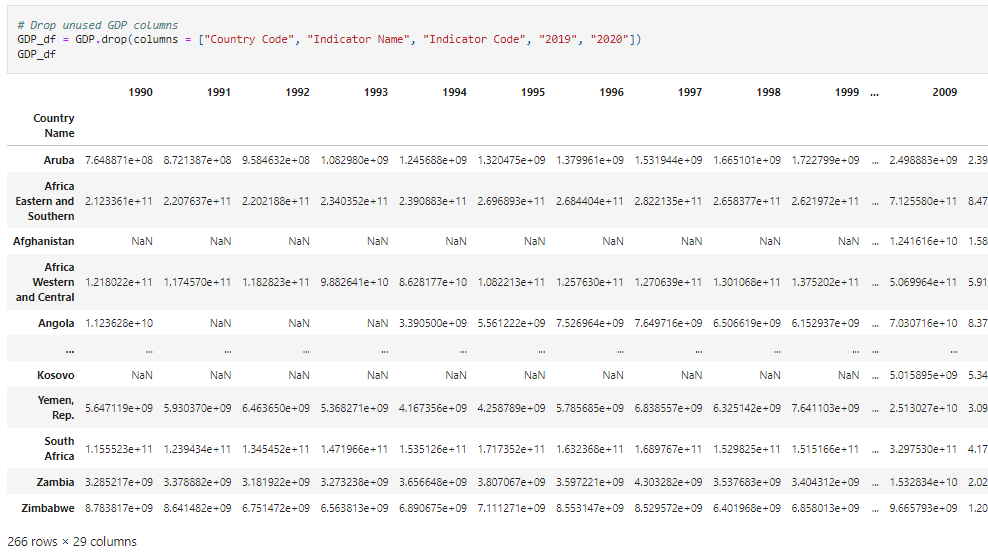 # Drop unused GDP columns
GDP_df = GDP.drop(columns = ["Country Code", "Indicator Name", "Indicator Code", "2019", "2020"])
GDP_df
1990 1991 1992 1993 1994 1995 1996 1997 1998 1999 ... 2009
Country
Name
Aruba 7.648871e+08 8.721387e+08 9.584632e+08 1.082980e+09 1.245688e+09 1.320475e+09 1.379961e+09 1.531944e+09 1.665101e+09 1.722799e+09 ... 2.498883e+09 2.39
Africa
Eastern and
Southern
2.123361e+11 2.207637e+11 2.202188e+11 2.340352e+11 2.390883e+11 2.696893e+11 2.684404e+11 2.822135e+11 2.658377e+11 2.621972e+11 ... 7.125580e+11 8.47
Afghanistan NaN NaN NaN NaN NaN NaN NaN NaN NaN NaN ... 1.241616e+10 1.58
Africa
Western
and Central
1.218022e+11 1.174570e+11 1.182823e+11 9.882641e+10 8.628177e+10 1.082213e+11 1.257630e+11 1.270639e+11 1.301068e+11 1.375202e+11 ... 5.069964e+11 5.91
Angola 1.123628e+10 NaN NaN NaN 3.390500e+09 5.561222e+09 7.526964e+09 7.649716e+09 6.506619e+09 6.152937e+09 ... 7.030716e+10 8.37
... ... ... ... ... ... ... ... ... ... ... ... ...
Kosovo NaN NaN NaN NaN NaN NaN NaN NaN NaN NaN ... 5.015895e+09 5.34
Yemen,
Rep.
5.647119e+09 5.930370e+09 6.463650e+09 5.368271e+09 4.167356e+09 4.258789e+09 5.785685e+09 6.838557e+09 6.325142e+09 7.641103e+09 ... 2.513027e+10 3.09
South
Africa
1.155523e+11 1.239434e+11 1.345452e+11 1.471966e+11 1.535126e+11 1.717352e+11 1.632368e+11 1.689767e+11 1.529825e+11 1.515166e+11 ... 3.297530e+11 4.17
Zambia 3.285217e+09 3.378882e+09 3.181922e+09 3.273238e+09 3.656648e+09 3.807067e+09 3.597221e+09 4.303282e+09 3.537683e+09 3.404312e+09 ... 1.532834e+10 2.02
Zimbabwe 8.783817e+09 8.641482e+09 6.751472e+09 6.563813e+09 6.890675e+09 7.111271e+09 8.553147e+09 8.529572e+09 6.401968e+09 6.858013e+09 ... 9.665793e+09 1.20
266 rows × 29 columns